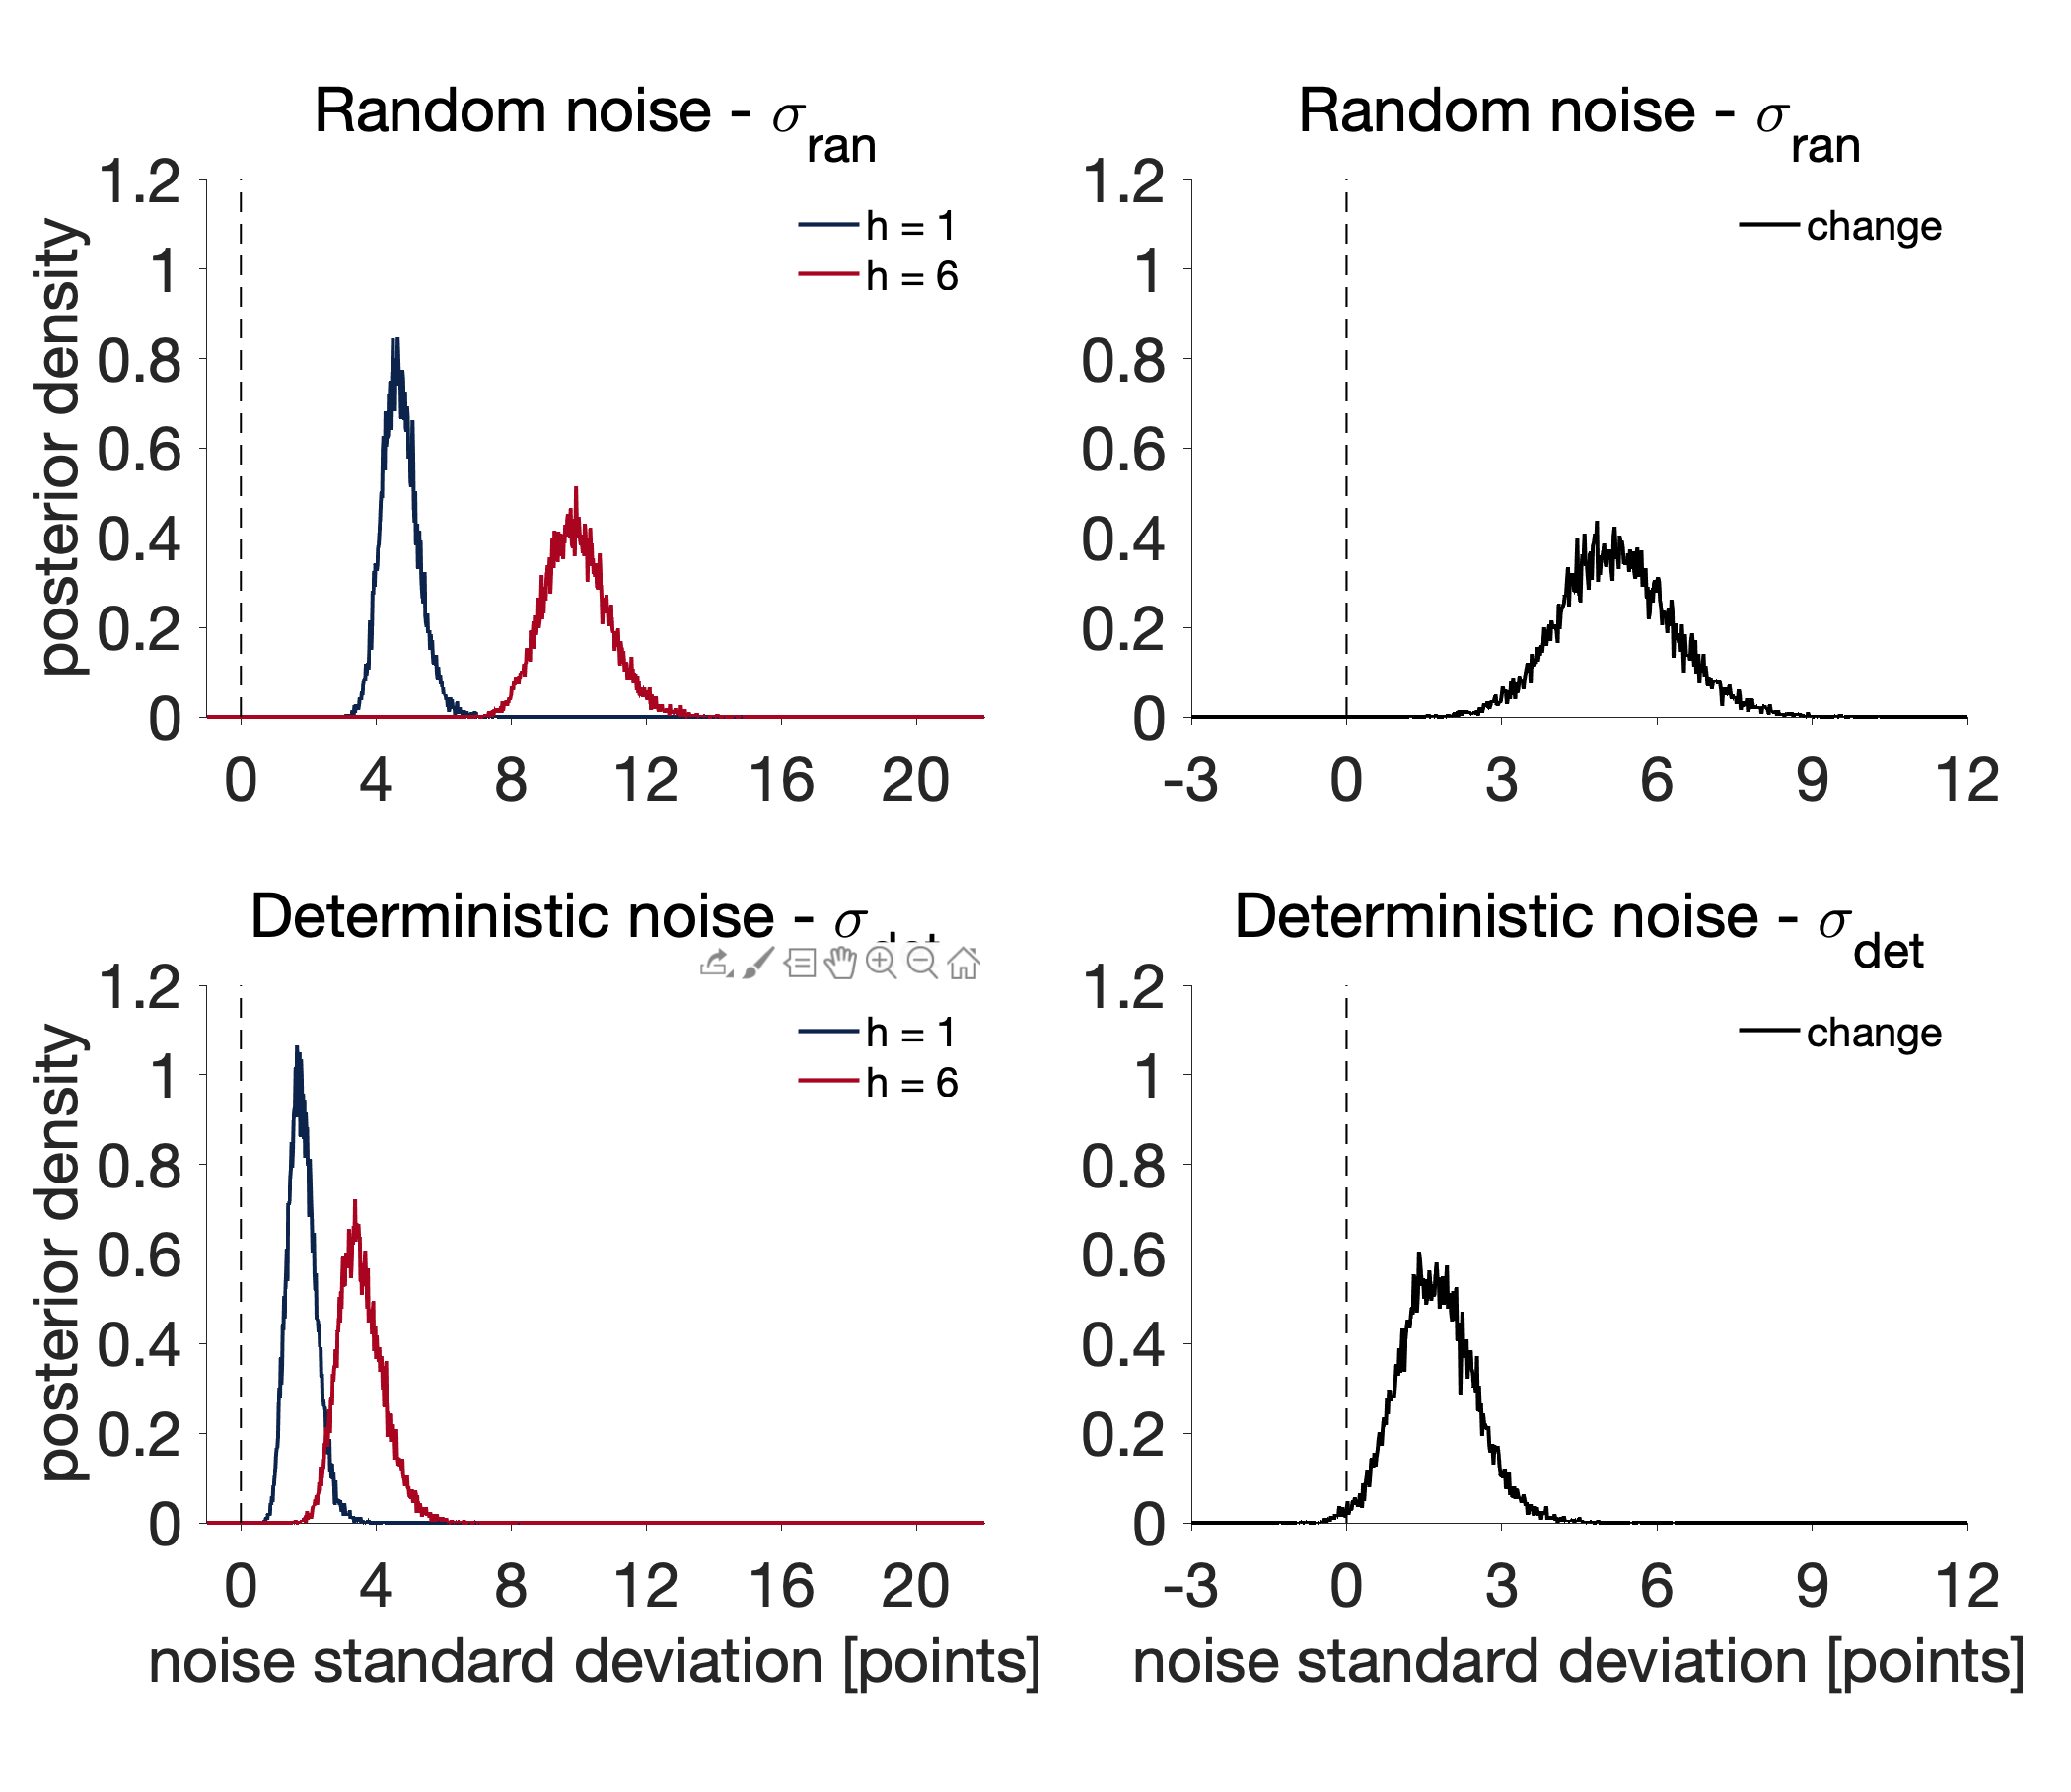 Random noise - σran
Random noise - σran
1.2
1
0.8
0.6
0.4
0.2
0
posterior density
h = 1
h = 6
0 4 8 12 16 20
1.2
1
0.8
0.6
0.4
0.2
0
change
-3 0 3 6 9 12
Deterministic noise - σ
Deterministic noise - σdet
1.2
1
0.8
0.6
0.4
0.2
0
posterior density
h = 1
h = 6
0 4 8 12 16 20
noise standard deviation [points]
1.2
1
0.8
0.6
0.4
0.2
0
change
-3 0 3 6 9 12
noise standard deviation [points]